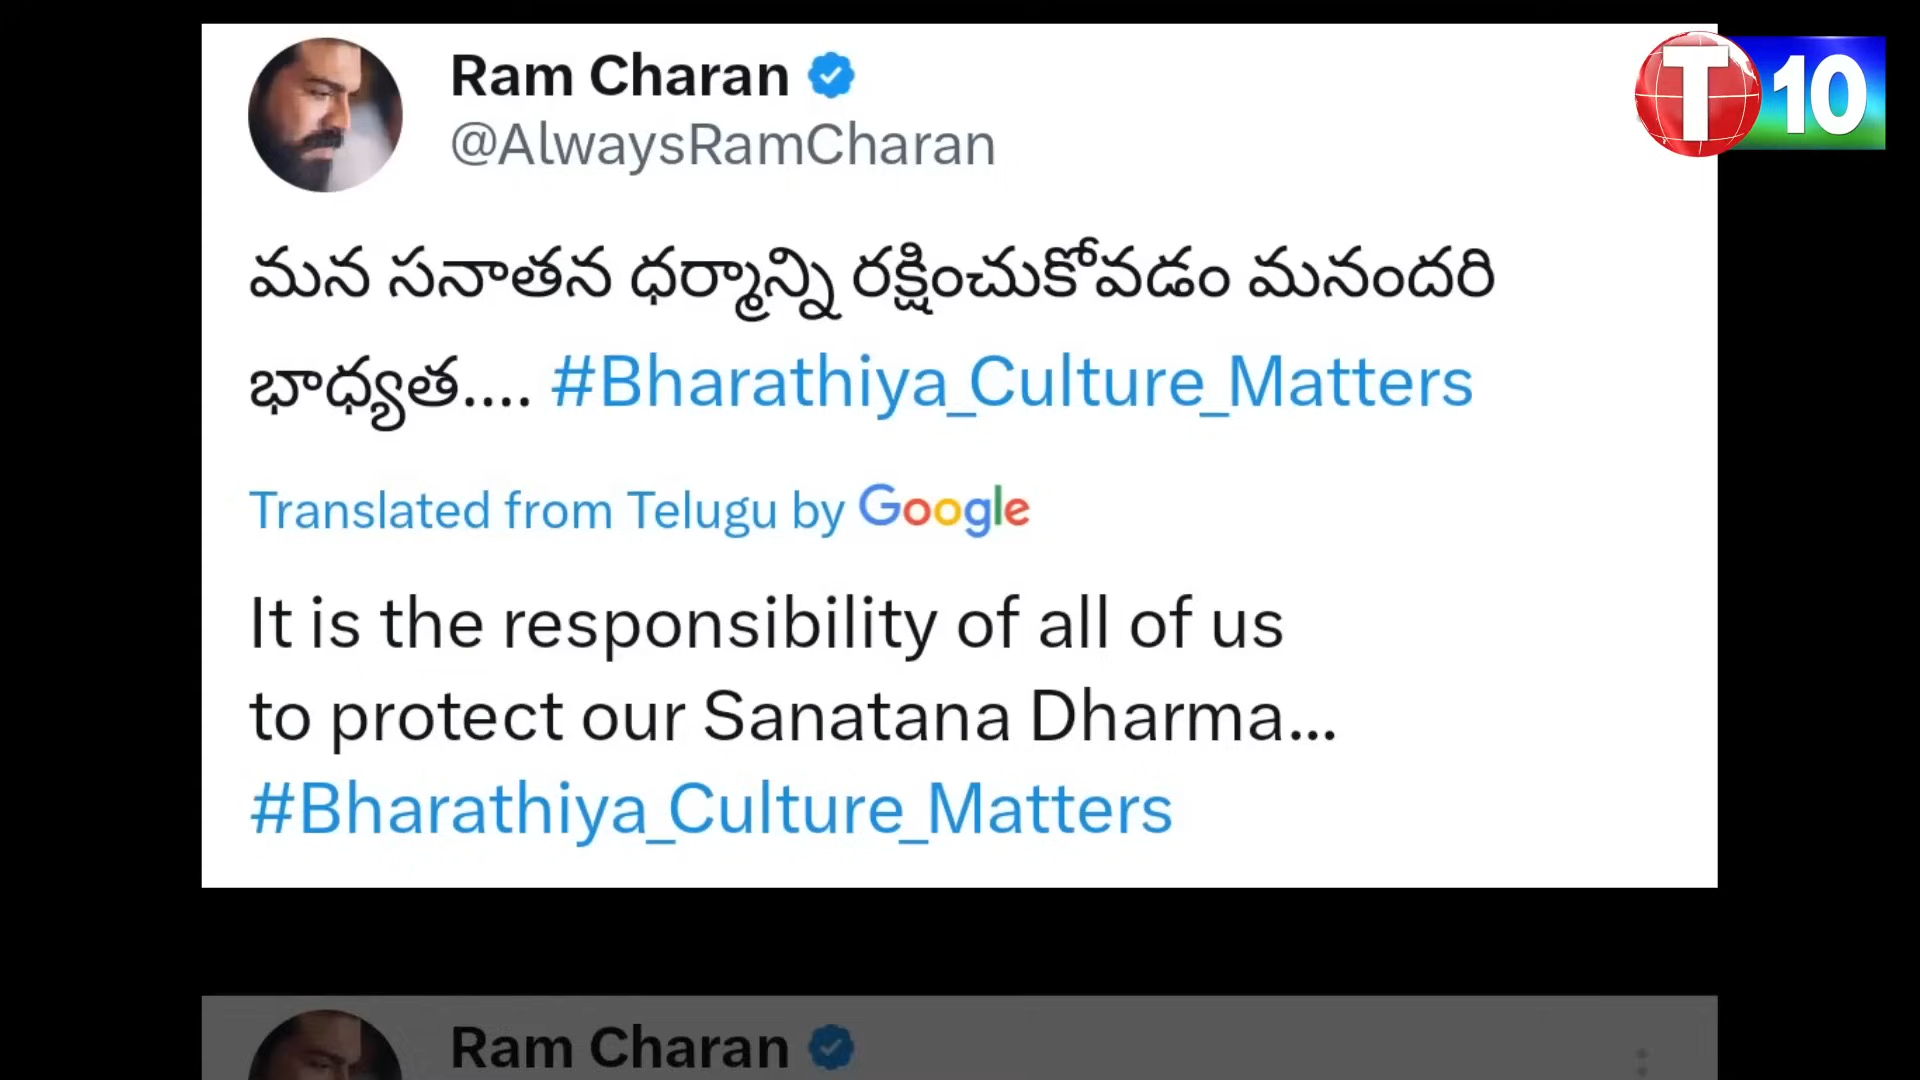 Ram Charan
@AlwaysRamCharan
T 10
మన సనాతన ధర్మాన్ని రక్షించుకోవడం మనందరి
భాధ్యత.... #Bharathiya_Culture_Matters
Translated from Telugu by Google
It is the responsibility of all of us
to protect our Sanatana Dharma...
#Bharathiya_Culture_Matters
Ram Charan